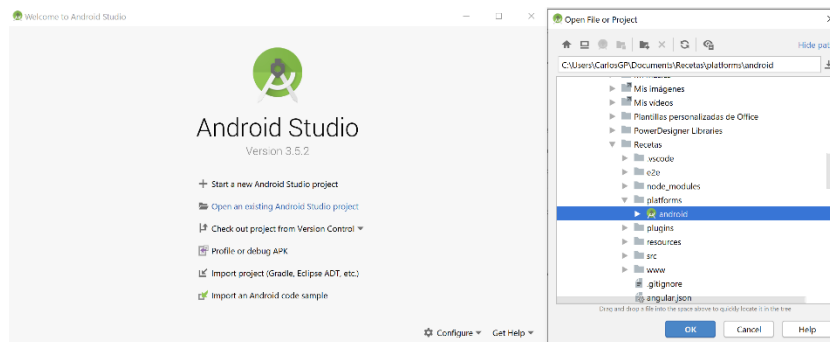 Welcome to Android Studio
Android Studio
Version 3.5.2
Start a new Android Studio project
Open an existing Android Studio project
Check out project from Version Control
Profile or debug APK
Import project (Gradle, Eclipse ADT, etc.)
Import an Android code sample
Configure
Get Help
Open File or Project
Hide pat
C:\Users\CarlosGP\Documents\Recetas\platforms\android
Mis imágenes
Mis vídeos
Plantillas personalizadas de Office
PowerDesigner Libraries
Recetas
.vscode
e2e
node_modules
platforms
android
plugins
resources
src
www
.gitignore
angular.json
Drag and drop a file into the space above to quickly locate it in the tree
OK
Cancel
Help